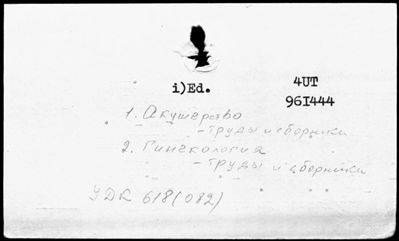 i)Ed.
4UT
96I444
1. Акушерство
- труды и сборники
2. Гинекология
- труды и сборники
УДК 618(082)